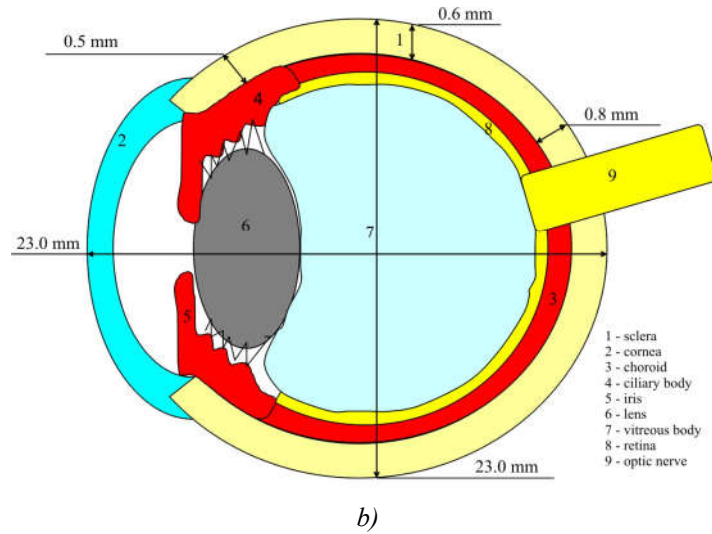 0.6 mm
0.5 mm
1
4
2
8
0.8 mm
9
6
7
23.0 mm
3
5
1 - sclera
2 - cornea
3 - choroid
4 - ciliary body
5 - iris
6 - lens
7 - vitreous body
8 - retina
9 - optic nerve
23.0 mm
b)